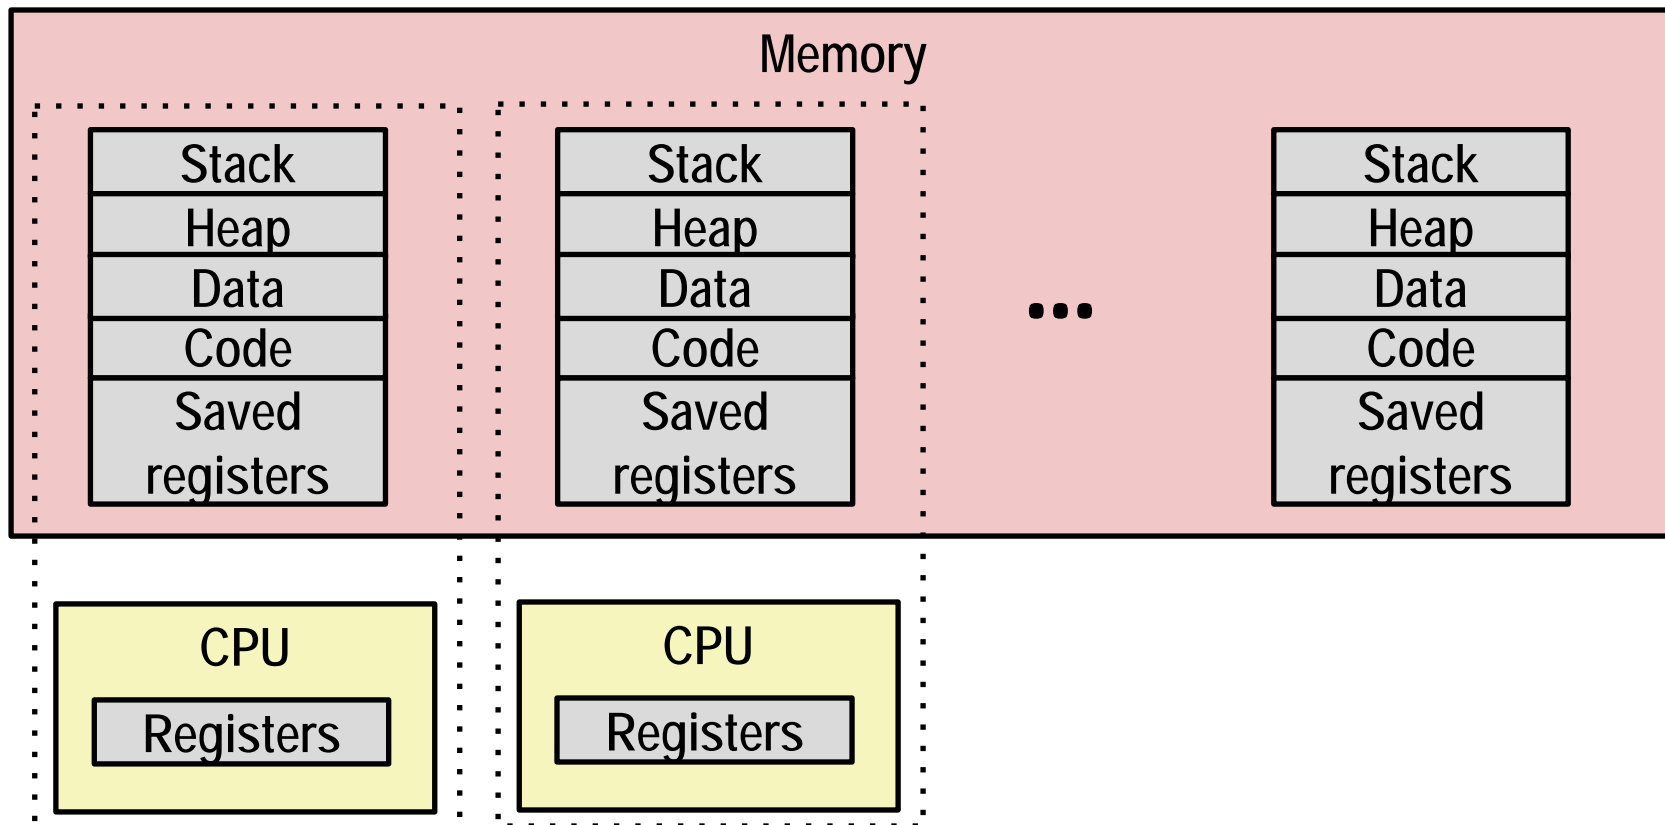 Memory
Stack
Heap
Data
Code
Saved
registers
Stack
Heap
Data
Code
Saved
registers
...
Stack
Heap
Data
Code
Saved
registers
CPU
Registers
CPU
Registers